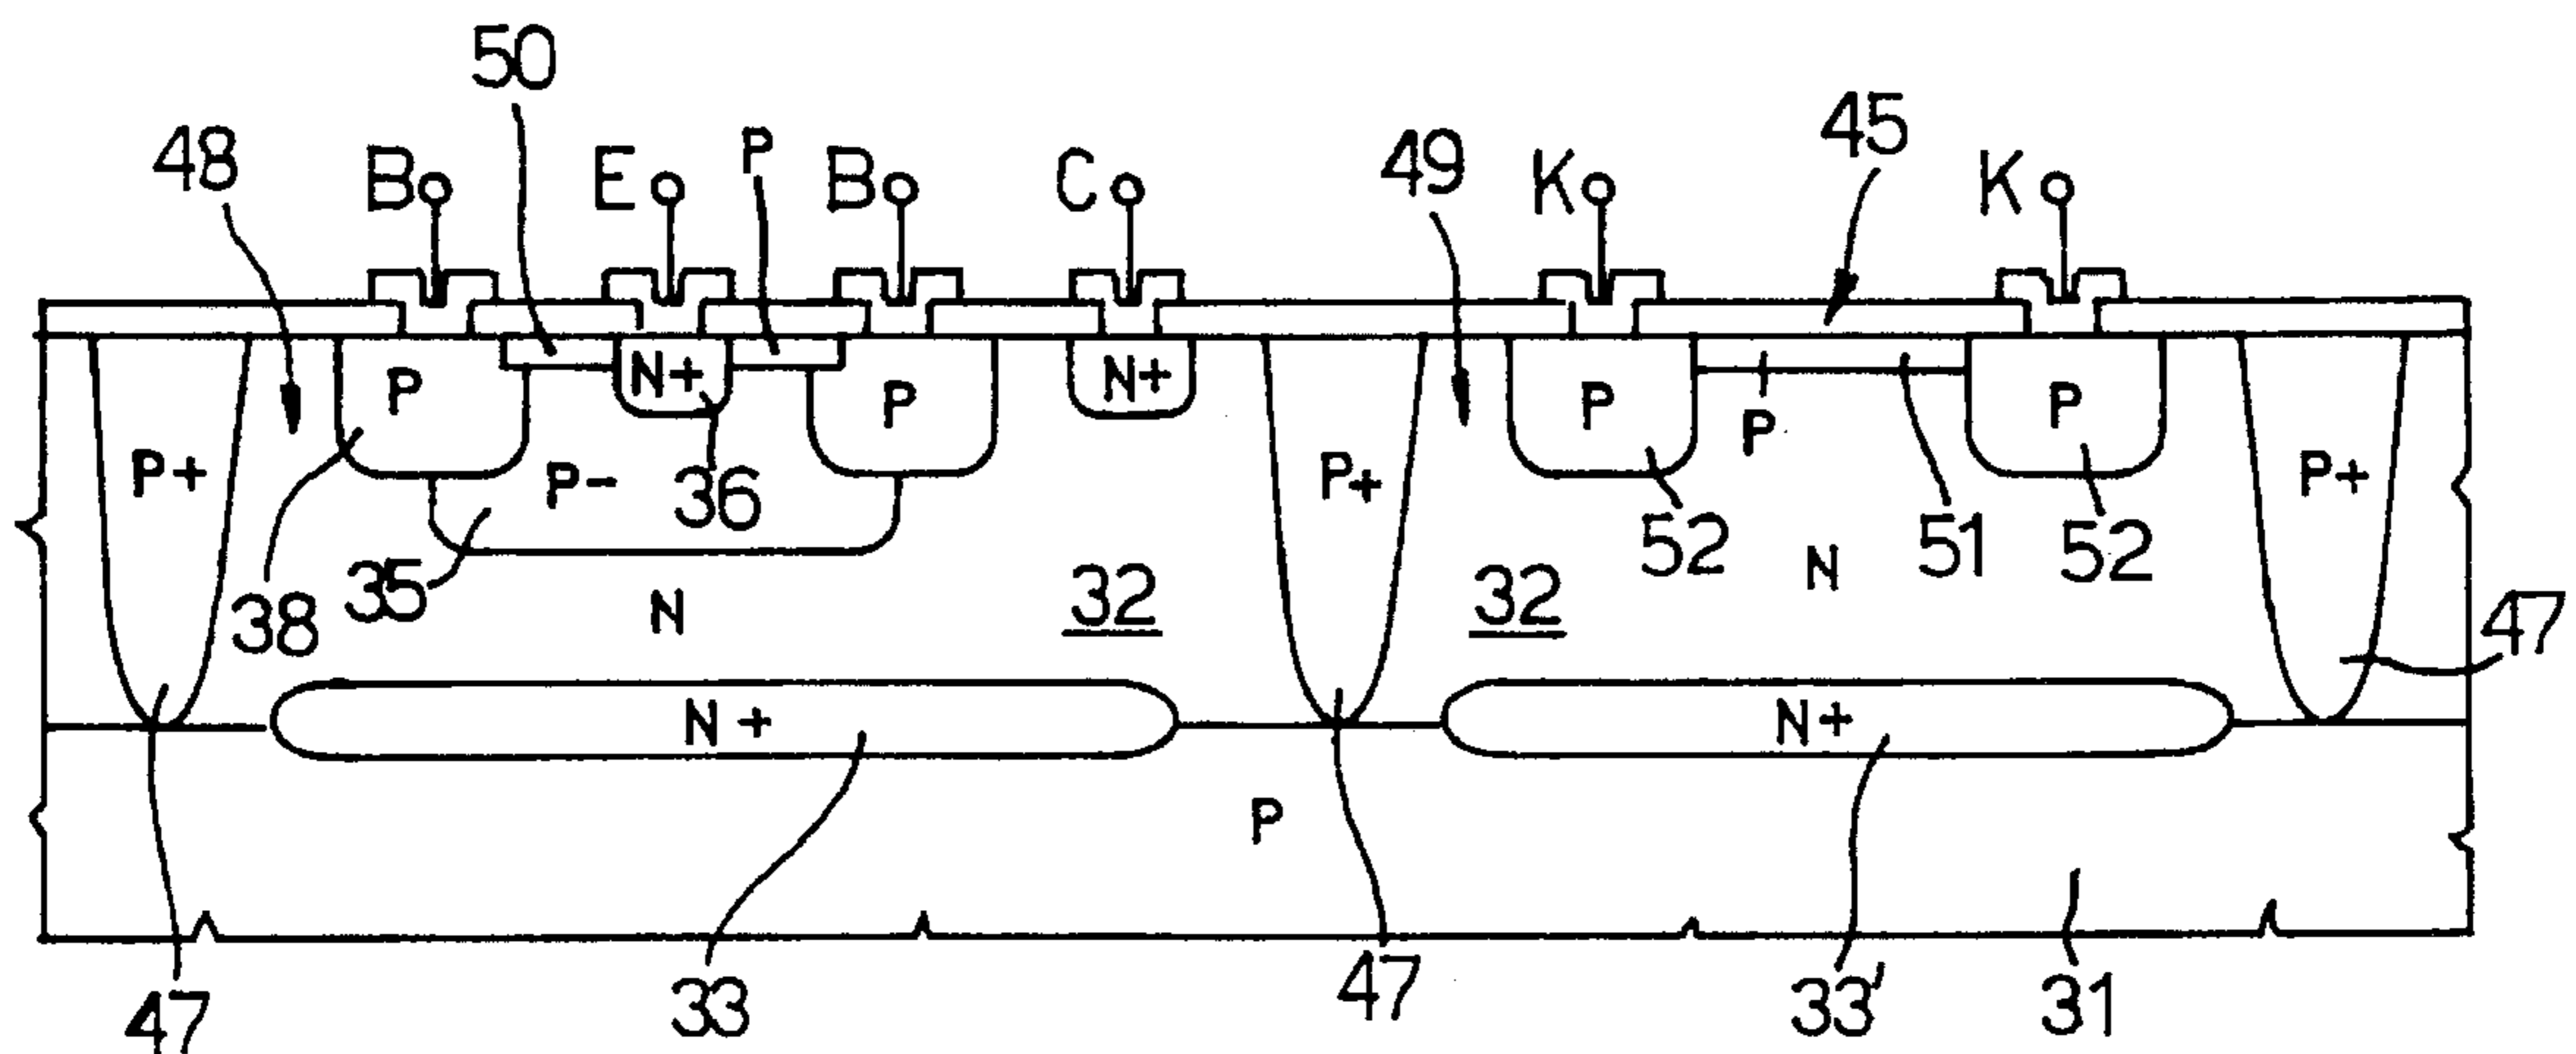 50
48 B E P B C 49 K 45 K
P N+ P N+ P P P
P+ P- 36 P+ P+
38 35 N 32 32 52 N 51 52 47
N+ N+
P
47 33 47 33' 31